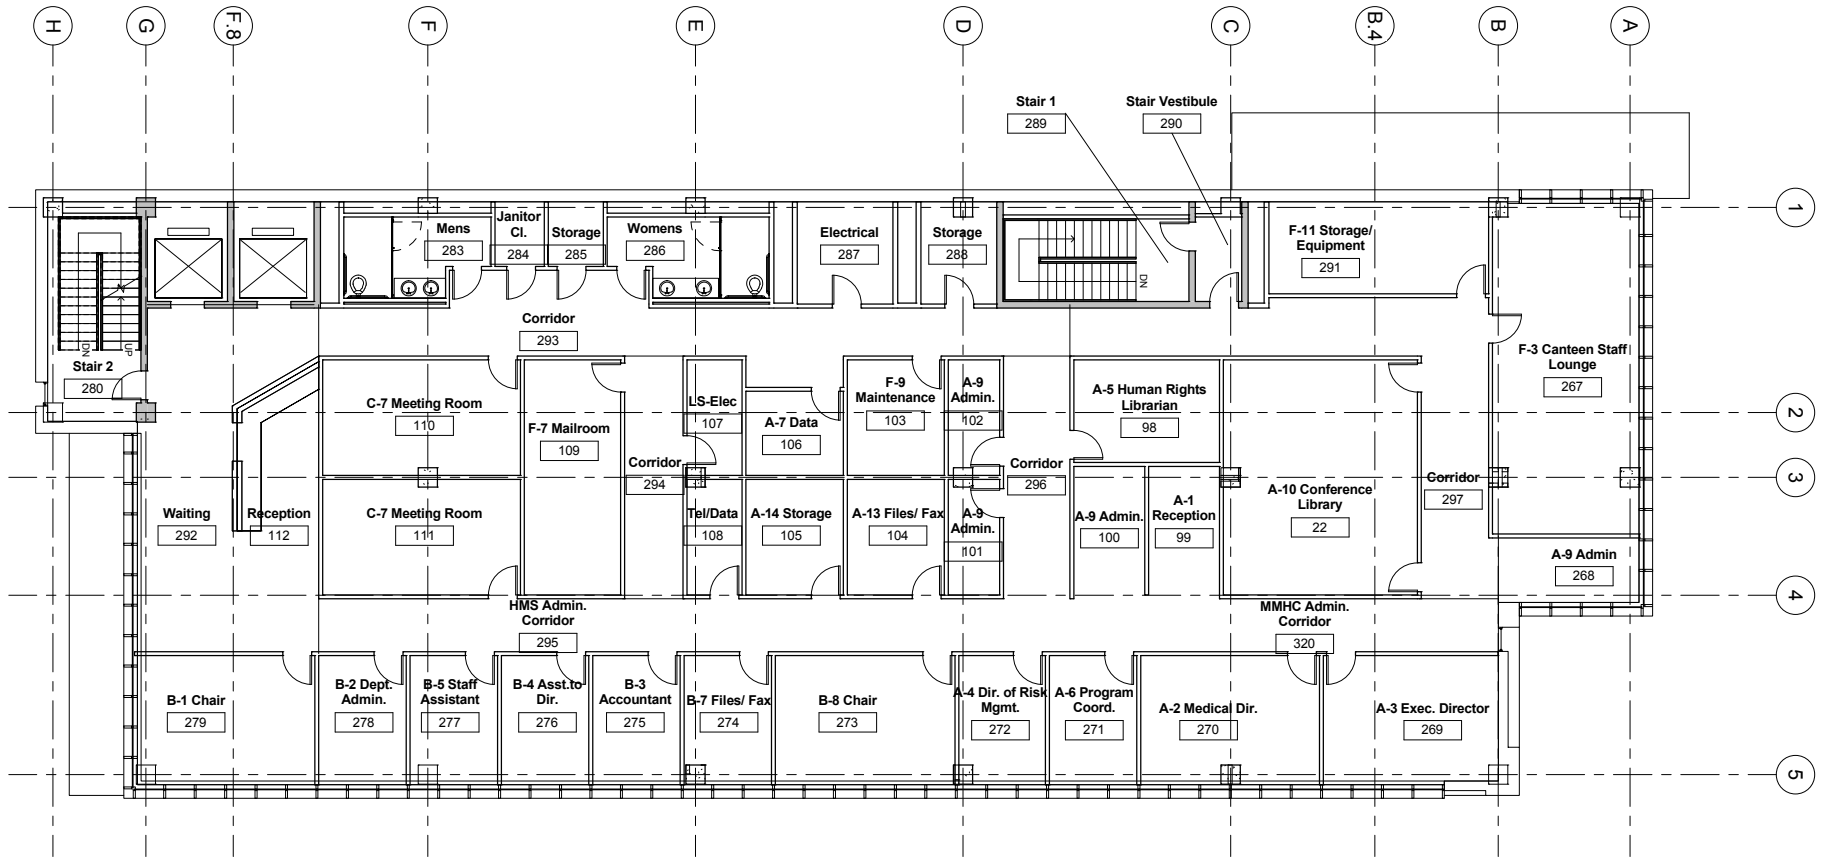 H
G
F.8
F
E
D
C
B.4
B
A
Stair 1
289
Stair Vestibule
290
1
Mens
283
Janitor
Cl.
284
Storage
285
Womens
286
Electrical
287
Storage
288
DN
F-11 Storage/
Equipment
291
Corridor
293
DN
UP
Stair 2
280
F-3 Canteen Staff
Lounge
267
C-7 Meeting Room
110
F-7 Mailroom
109
LS-Elec
107
A-7 Data
106
F-9
Maintenance
103
A-9
Admin.
102
A-5 Human Rights
Librarian
98
2
Corridor
294
Corridor
296
Corridor
297
3
Waiting
292
Reception
112
C-7 Meeting Room
111
Tel/Data
108
A-14 Storage
105
A-13 Files/ Fax
104
A-9
Admin.
101
A-9 Admin.
100
A-1
Reception
99
A-10 Conference
Library
22
A-9 Admin
268
4
HMS Admin.
Corridor
295
MMHC Admin.
Corridor
320
B-1 Chair
279
B-2 Dept.
Admin.
278
B-5 Staff
Assistant
277
B-4 Asst.to
Dir.
276
B-3
Accountant
275
B-7 Files/ Fax
274
B-8 Chair
273
A-4 Dir. of Risk
Mgmt.
272
A-6 Program
Coord.
271
A-2 Medical Dir.
270
A-3 Exec. Director
269
5